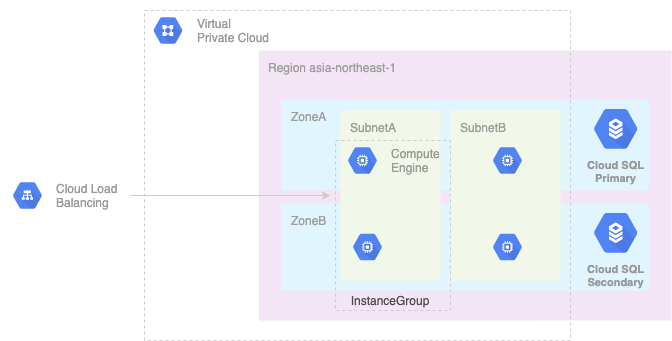 Virtual
Private Cloud
Region asia-northeast-1
ZoneA
SubnetA
SubnetB
Compute
Engine
Cloud SQL
Primary
Cloud Load
Balancing
ZoneB
Cloud SQL
Secondary
InstanceGroup